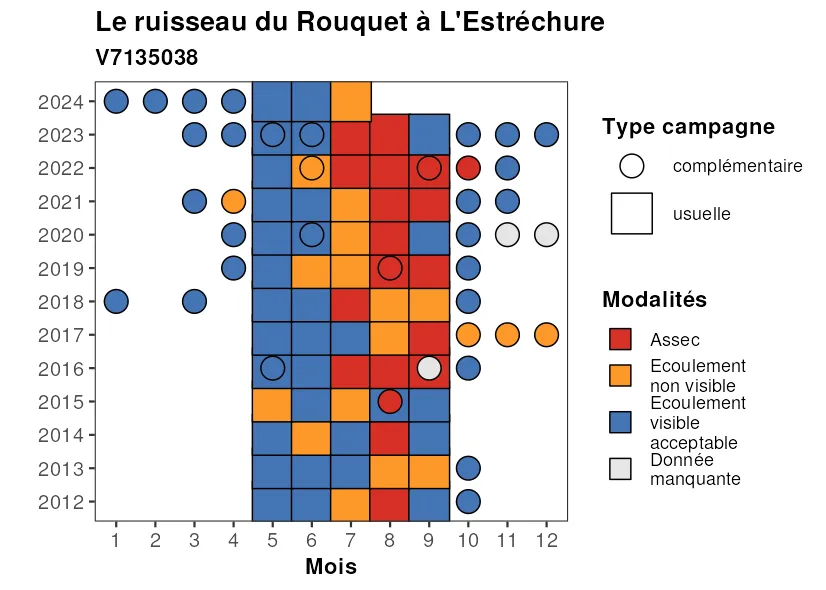 Le ruisseau du Rouquet à L'Estréchure
V7135038
2024
2023
2022
2021
2020
2019
2018
2017
2016
2015
2014
2013
2012
1 2 3 4 5 6 7 8 9 10 11 12
Mois
Type campagne
complémentaire
usuelle
Modalités
Assec
Ecoulement
non visible
Ecoulement
visible
acceptable
Donnée
manquante